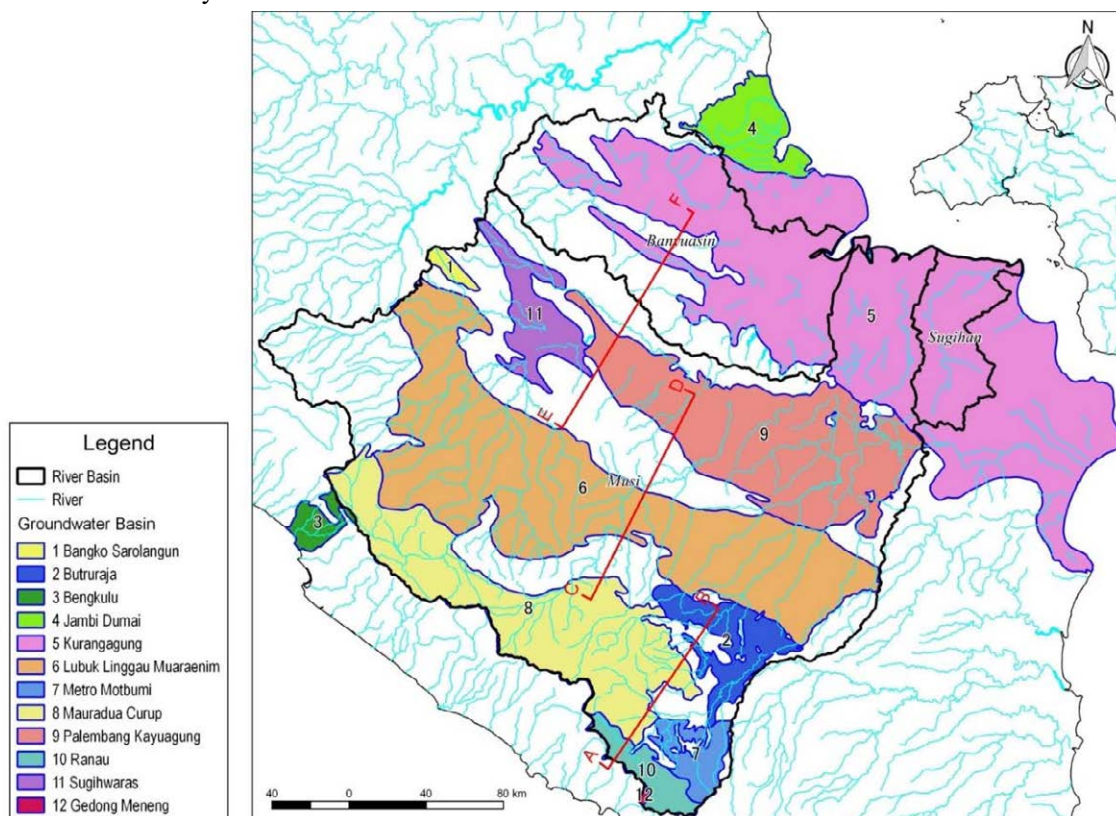 N
4
F
Banyuasin
1
11
5
Sugihan
D
E
9
6
Musi
3
C
8
B
2
A
7
10
12
40 0 40 80 km
Legend
River Basin
River
Groundwater Basin
1 Bangko Sarolangun
2 Butruraja
3 Bengkulu
4 Jambi Dumai
5 Kurangagung
6 Lubuk Linggau Muaraenim
7 Metro Motbumi
8 Mauradua Curup
9 Palembang Kayuagung
10 Ranau
11 Sugihwaras
12 Gedong Meneng